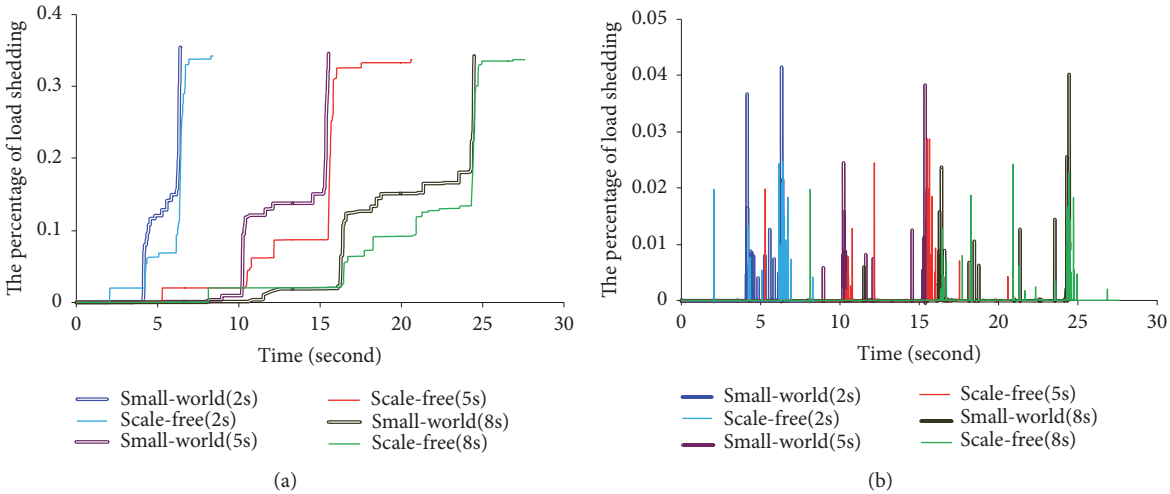 The percentage of load shedding
0.4
0.3
0.2
0.1
0
0
5
10
15
20
25
30
Time (second)
Small-world(2s)
Scale-free(2s)
Small-world(5s)
Scale-free(5s)
Small-world(8s)
Scale-free(8s)
(a)
The percentage of load shedding
0.05
0.04
0.03
0.02
0.01
0.000
0
5
10
15
20
25
30
Time (second)
Small-world(2s)
Scale-free(2s)
Small-world(5s)
Scale-free(5s)
Small-world(8s)
Scale-free(8s)
(b)